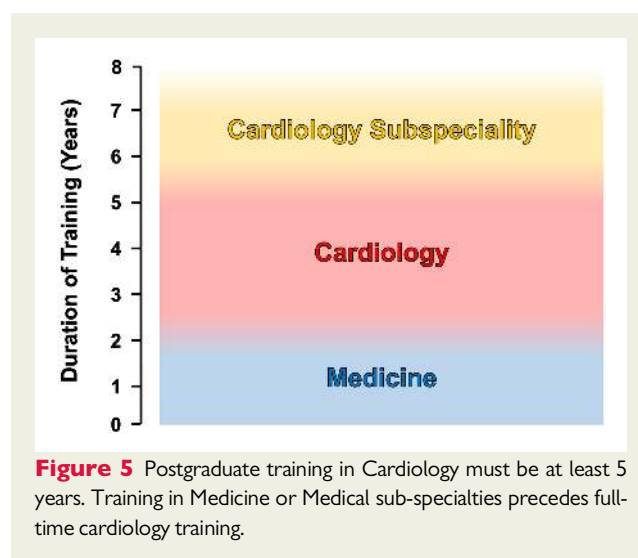 8
7
6
5
4
3
2
1
0
Duration of Training (Years)
Cardiology Subspeciality
Cardiology
Medicine
Figure 5 Postgraduate training in Cardiology must be at least 5
years. Training in Medicine or Medical sub-specialties precedes full-
time cardiology training.